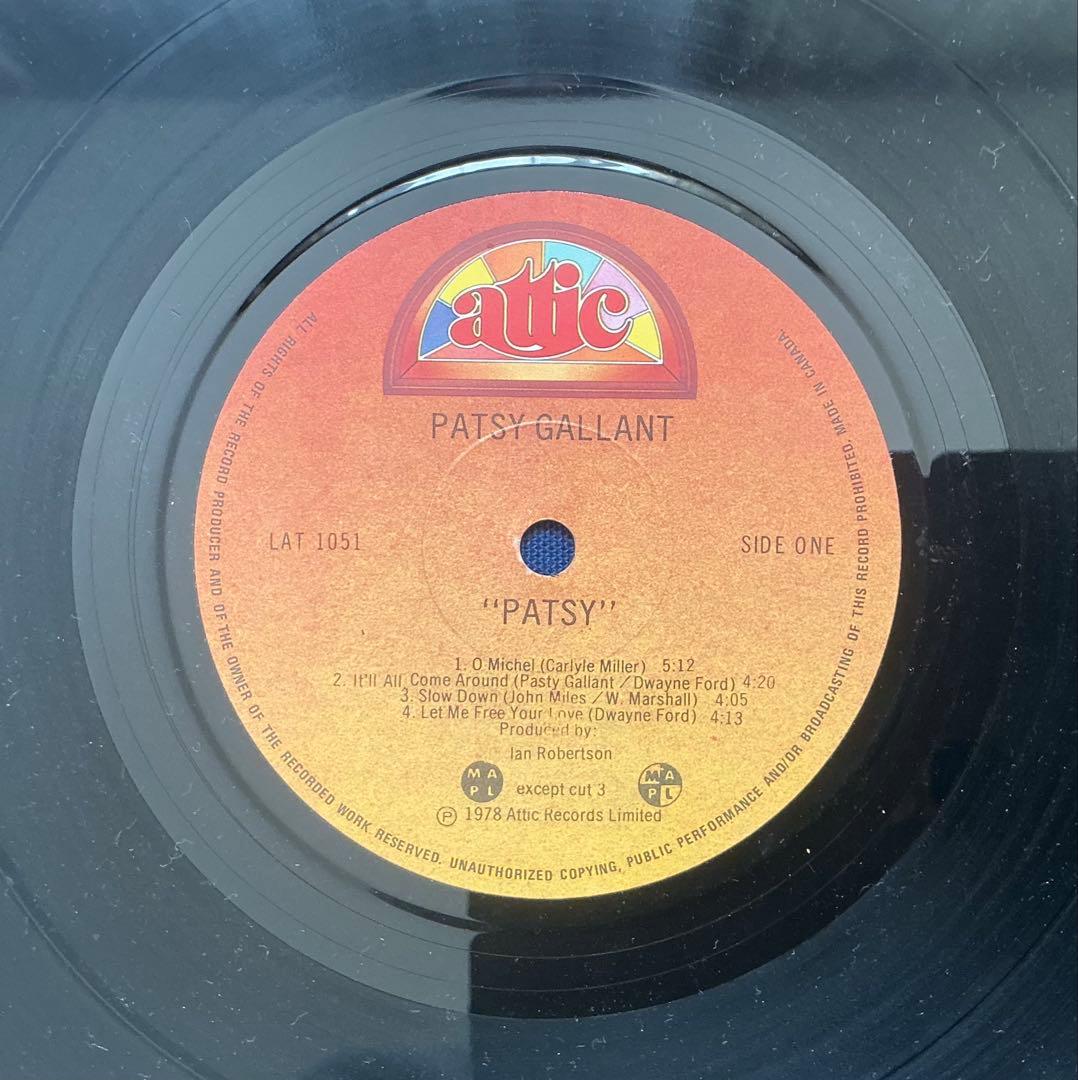 attic
PATSY GALLANT
LAT 1051
SIDE ONE
"PATSY"
1. O Michel (Carlyle Miller) 5:12
2. It'll All Come Around (Pasty Gallant / Dwayne Ford) 4:20
3. Slow Down (John Miles / W. Marshall) 4:05
4. Let Me Free Your Love (Dwayne Ford) 4:13
Produced by:
Ian Robertson
M A P L except cut 3 M A P L
Ⓟ 1978 Attic Records Limited
ALL RIGHTS OF THE RECORD PRODUCER AND OF THE OWNER OF THE RECORDED WORK RESERVED. UNAUTHORIZED COPYING, PUBLIC PERFORMANCE AND/OR BROADCASTING OF THIS RECORD PROHIBITED. MADE IN CANADA.